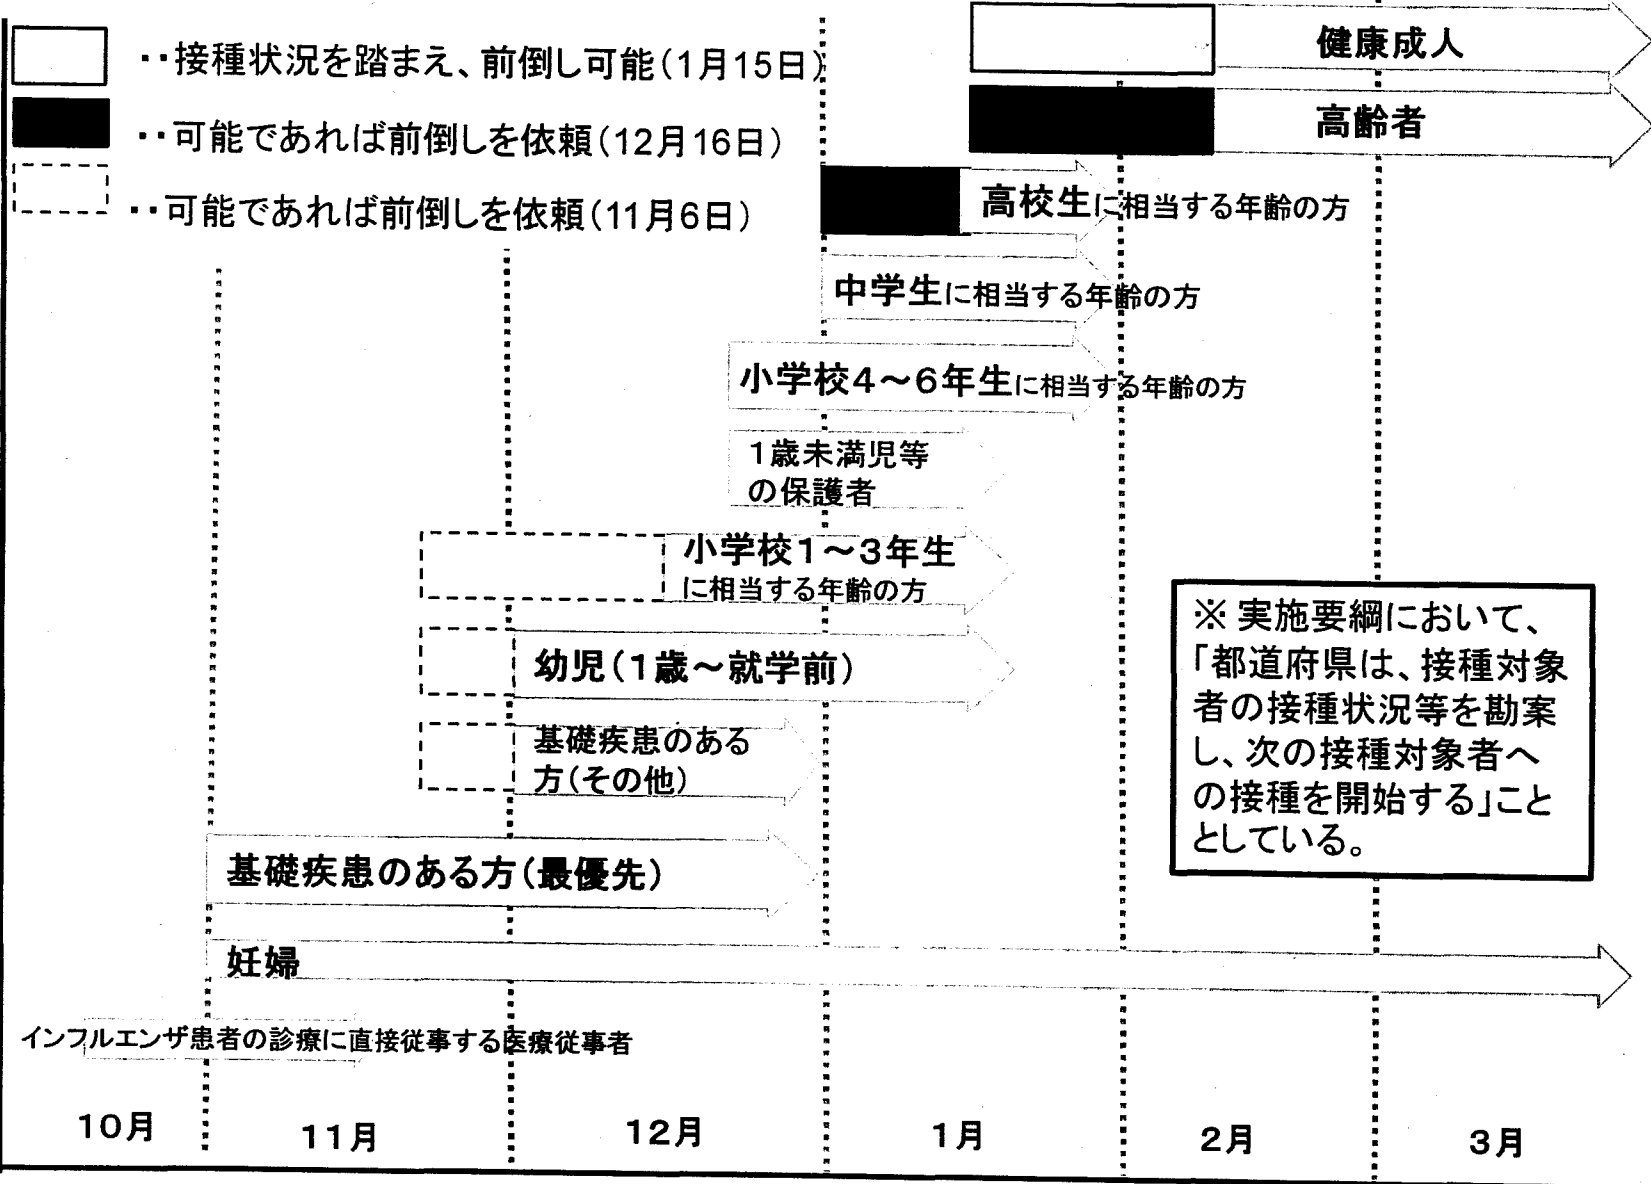 ‥接種状況を踏まえ、前倒し可能(1月15日)
‥可能であれば前倒しを依頼(12月16日)
‥可能であれば前倒しを依頼(11月6日)
健康成人
高齢者
高校生に相当する年齢の方
中学生に相当する年齢の方
小学校4～6年生に相当する年齢の方
1歳未満児等
の保護者
小学校1～3年生
に相当する年齢の方
幼児(1歳～就学前)
基礎疾患のある
方(その他)
基礎疾患のある方(最優先)
妊婦
インフルエンザ患者の診療に直接従事する医療従事者
※ 実施要綱において、
「都道府県は、接種対象
者の接種状況等を勘案
し、次の接種対象者へ
の接種を開始する」こと
としている。
10月
11月
12月
1月
2月
3月